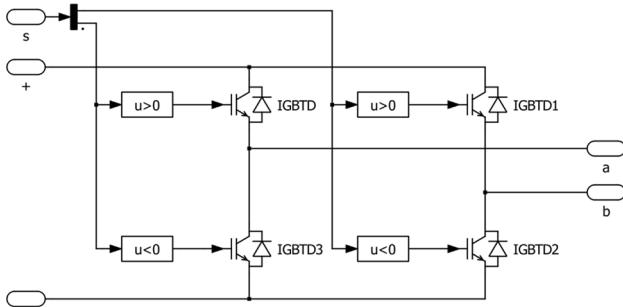 s
+
u>0
IGBTD
u>0
IGBTD1
a
b
u<0
IGBTD3
u<0
IGBTD2